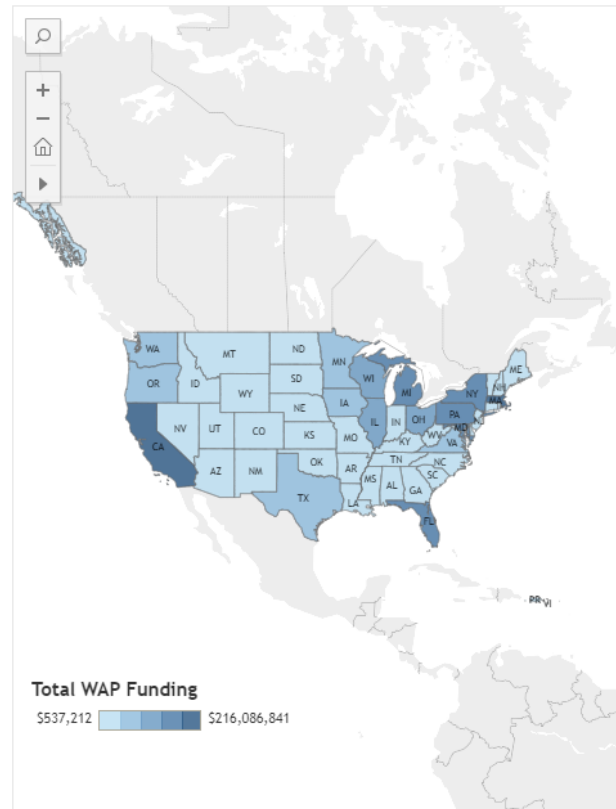 WA
MT
ND
MN
ME
OR
ID
SD
WI
MI
NY
NH
MA
WY
IA
PA
NE
IL
IN
OH
MD
NV
UT
CO
KS
MO
KY
WV
VA
CA
AZ
NM
OK
AR
TN
NC
SC
MS
AL
GA
TX
LA
FL
PR
VI
Total WAP Funding
$537,212
$216,086,841